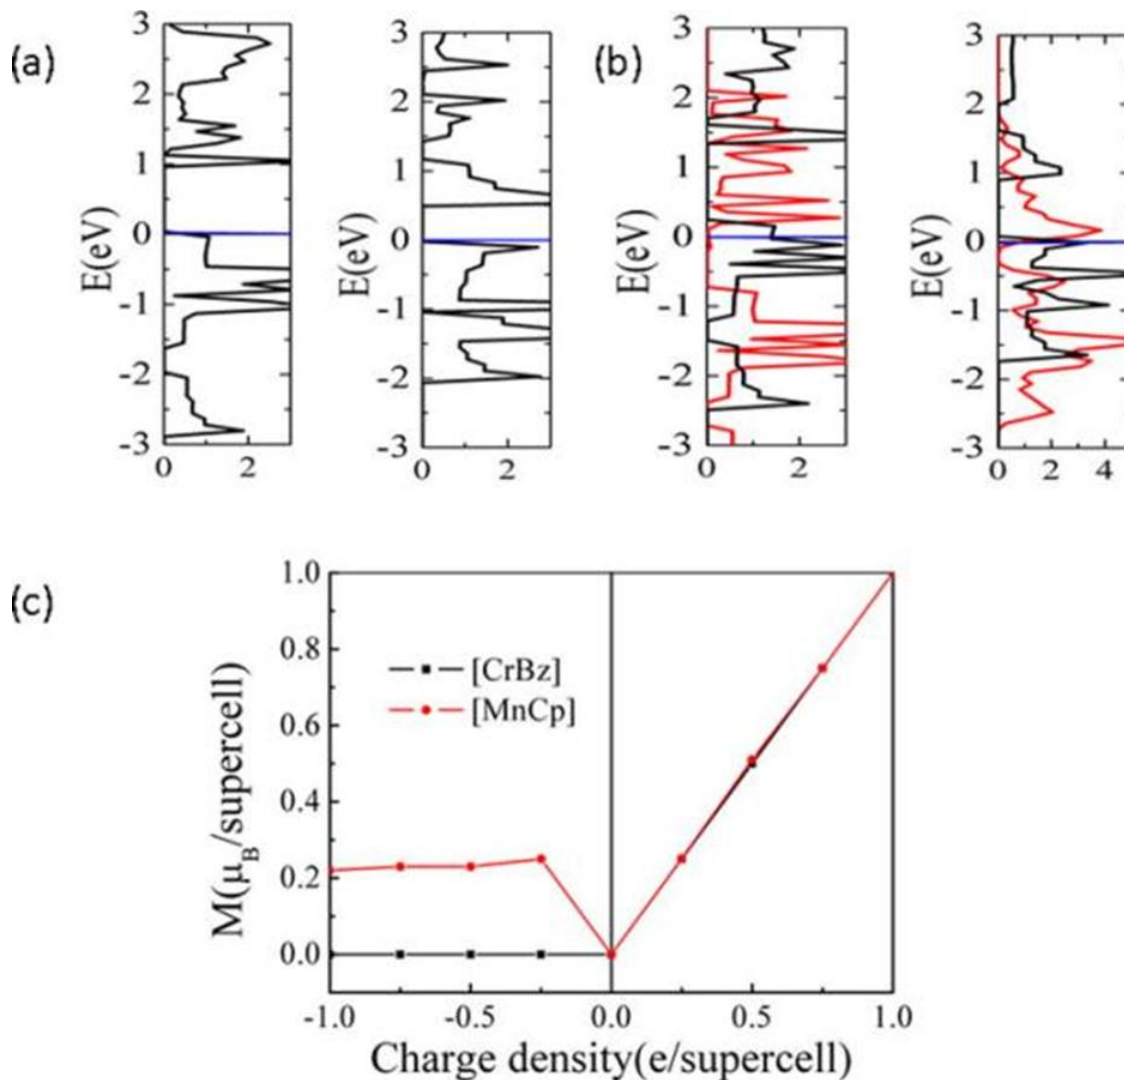 (a)
3
2
1
0
-1
-2
-3
E(eV)
0 2
3
2
1
0
-1
-2
-3
E(eV)
0 2
(b)
3
2
1
0
-1
-2
-3
E(eV)
0 2
3
2
1
0
-1
-2
-3
E(eV)
0 2 4
(c)
1.0
0.8
0.6
0.4
0.2
0.0
M(μB/supercell)
[CrBz]
[MnCp]
-1.0 -0.5 0.0 0.5 1.0
Charge density(e/supercell)